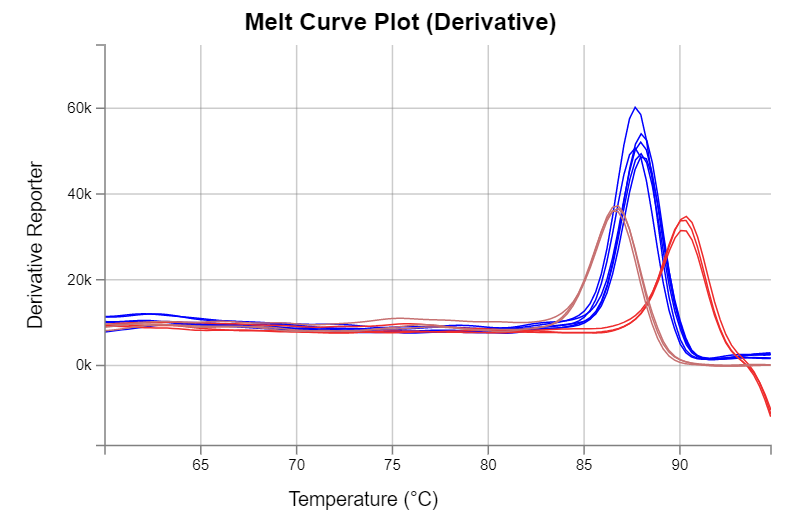 Melt Curve Plot (Derivative)
Derivative Reporter
60k
40k
20k
0k
65 70 75 80 85 90
Temperature (°C)